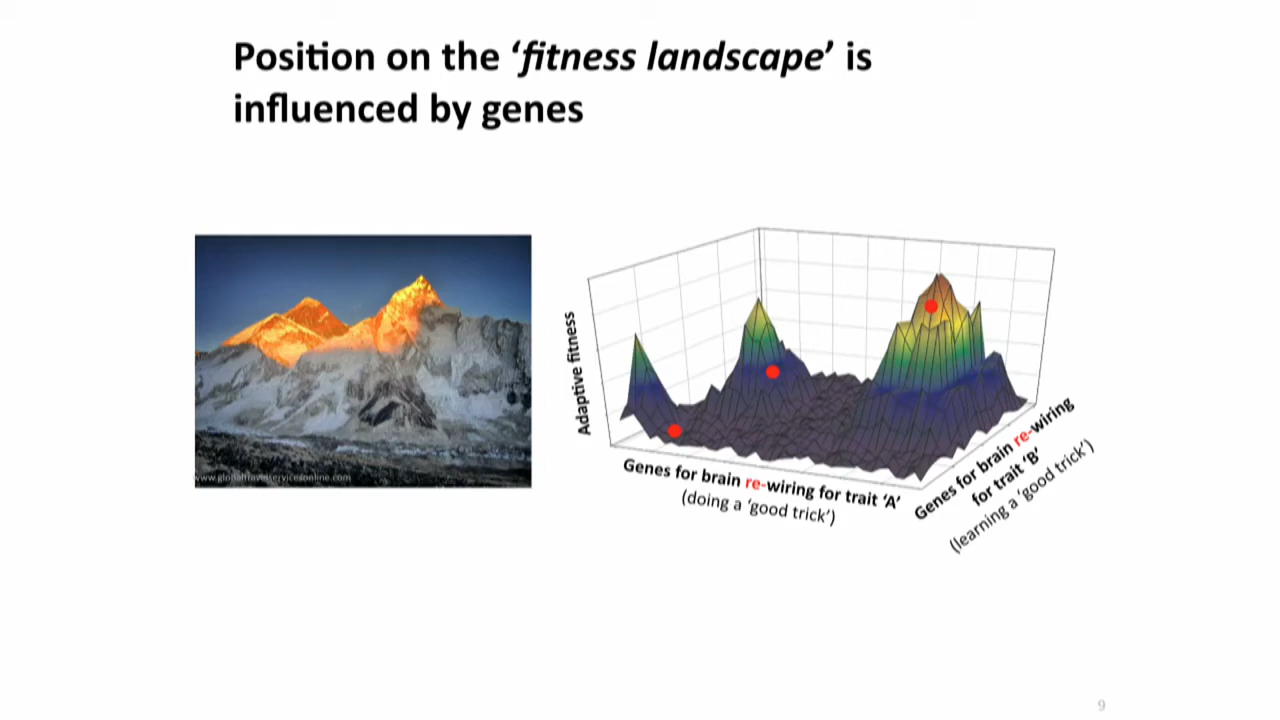 Position on the ‘fitness landscape’ is
influenced by genes
www.globaltravelservicesonline.com
Adaptive fitness
Genes for brain re-wiring for trait ‘A’
(doing a ‘good trick’)
Genes for brain re-wiring
for trait ‘B’
(learning a ‘good trick’)
9